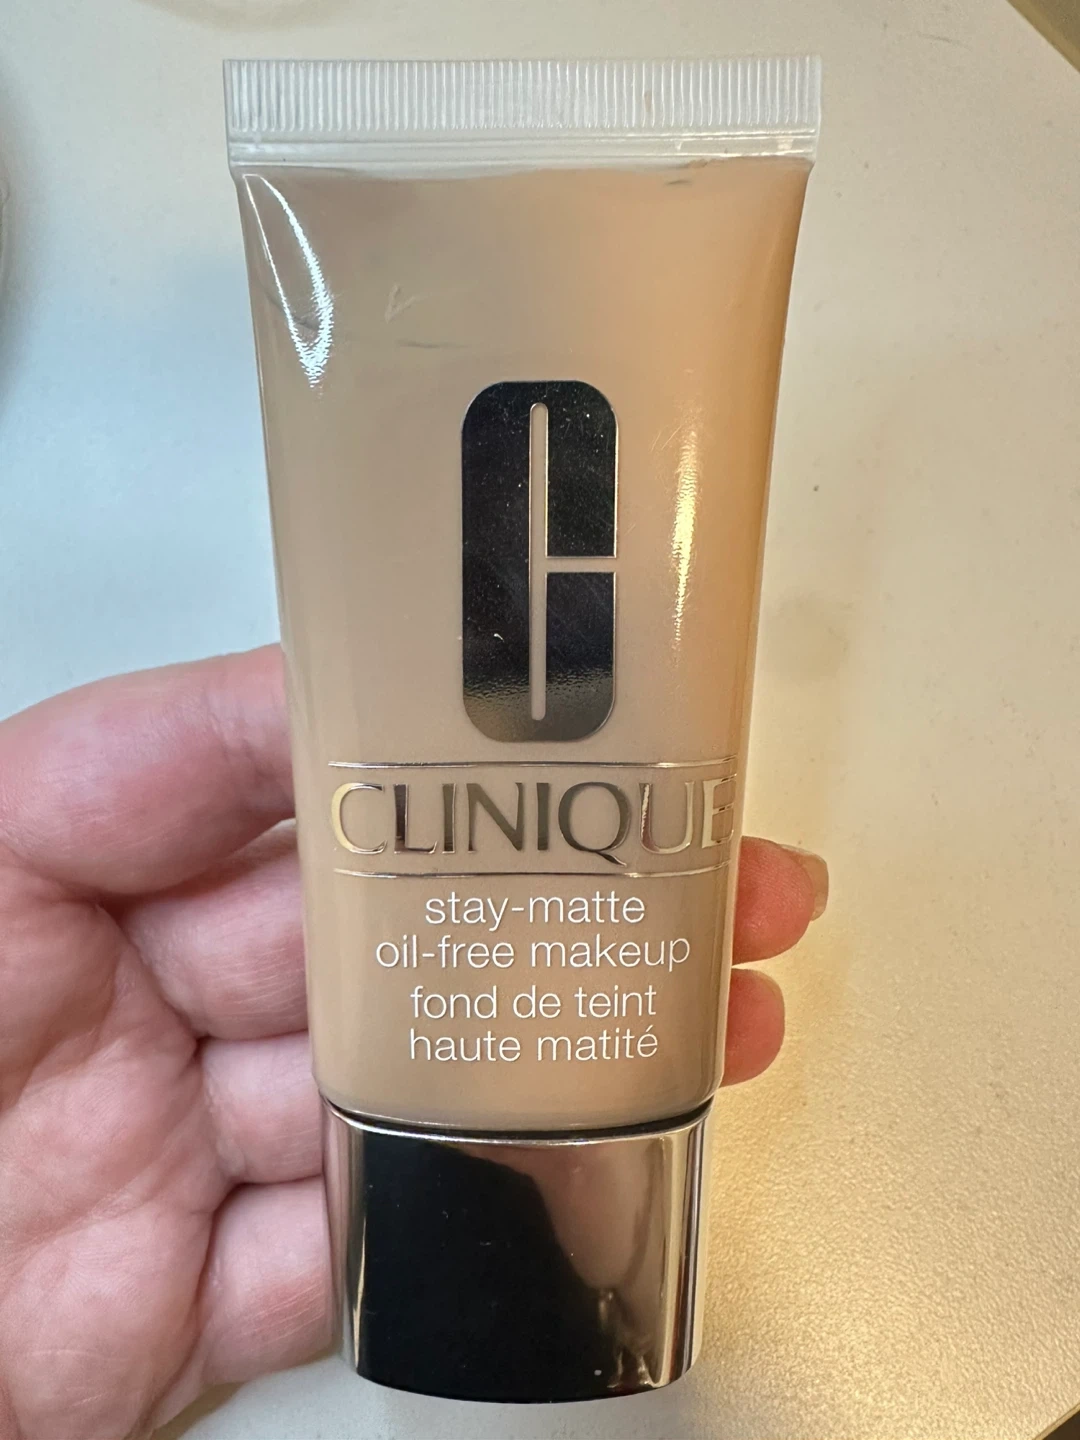 C
CLINIQUE
stay-matte
oil-free makeup
fond de teint
haute matité